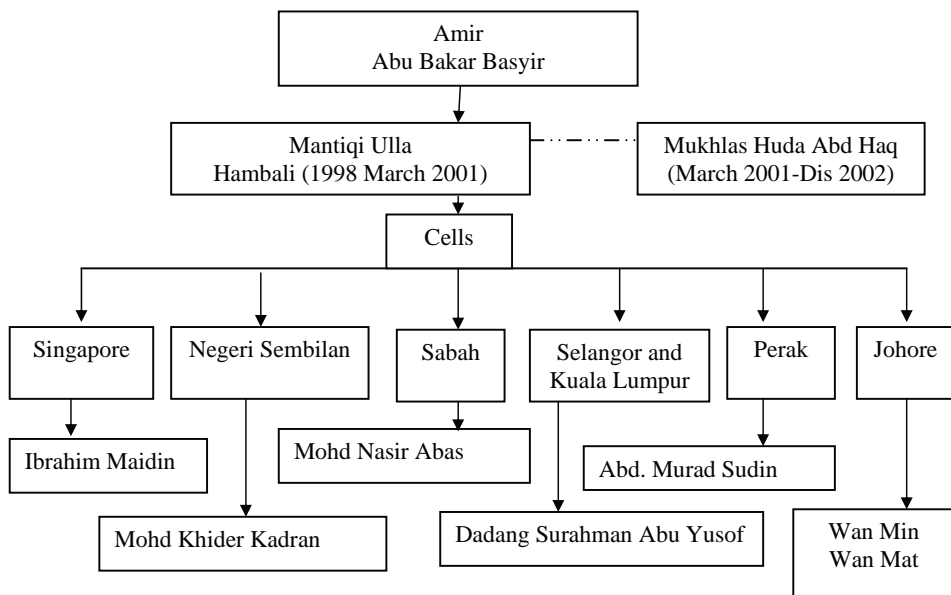 Amir
Abu Bakar Basyir
Mantiqi Ulla
Hambali (1998 March 2001)
Mukhlas Huda Abd Haq
(March 2001-Dis 2002)
Cells
Singapore
Negeri Sembilan
Sabah
Selangor and
Kuala Lumpur
Perak
Johore
Ibrahim Maidin
Mohd Nasir Abas
Abd. Murad Sudin
Mohd Khider Kadran
Dadang Surahman Abu Yusof
Wan Min
Wan Mat